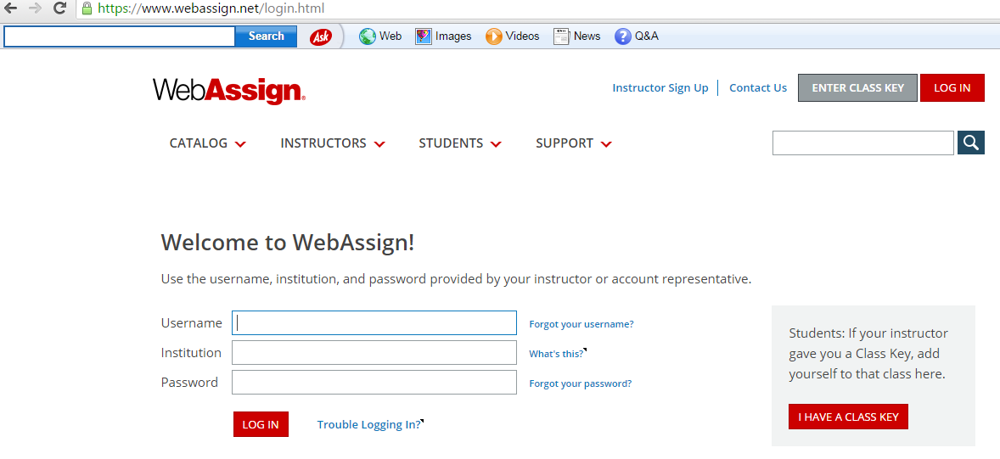 https://www.webassign.net/login.html
Search Ask Web Images Videos News Q&A
WebAssign.
Instructor Sign Up Contact Us ENTER CLASS KEY LOG IN
CATALOG INSTRUCTORS STUDENTS SUPPORT
Welcome to WebAssign!
Use the username, institution, and password provided by your instructor or account representative.
Username Forgot your username?
Institution What's this?
Password Forgot your password?
LOG IN Trouble Logging In?
Students: If your instructor
gave you a Class Key, add
yourself to that class here.
I HAVE A CLASS KEY